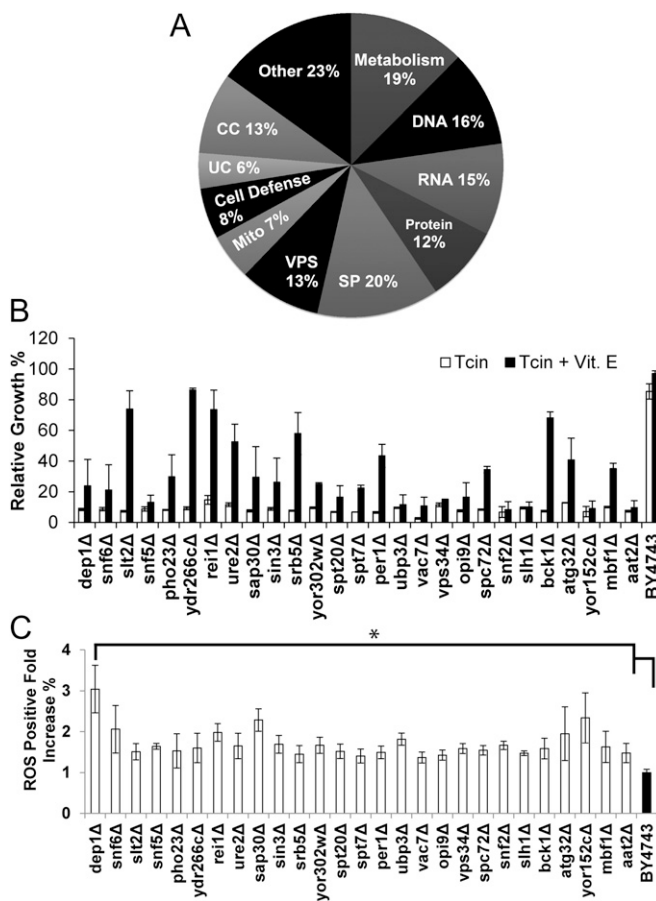 A
Other 23%
Metabolism
19%
DNA 16%
CC 13%
UC 6%
RNA 15%
Cell Defense
8%
Protein
12%
Mito 7%
VPS
13%
SP 20%
B
Relative Growth %
120
100
80
60
40
20
0
Tcin
Tcin + Vit. E
dep1Δ
snf6Δ
slt2Δ
snf5Δ
pho23Δ
ydr266cΔ
rei1Δ
ure2Δ
sap30Δ
sin3Δ
srb5Δ
yor302wΔ
spt20Δ
spt7Δ
per1Δ
ubp3Δ
vac7Δ
vps34Δ
opi9Δ
spc72Δ
snf2Δ
slh1Δ
bck1Δ
atg32Δ
yor152cΔ
mbf1Δ
aat2Δ
BY4743
C
ROS Positive Fold
Increase %
4
3
2
1
0
*
dep1Δ
snf6Δ
slt2Δ
snf5Δ
pho23Δ
ydr266cΔ
rei1Δ
ure2Δ
sap30Δ
sin3Δ
srb5Δ
yor302wΔ
spt20Δ
spt7Δ
per1Δ
ubp3Δ
vac7Δ
opi9Δ
vps34Δ
spc72Δ
snf2Δ
slh1Δ
bck1Δ
atg32Δ
yor152cΔ
mbf1Δ
aat2Δ
BY4743